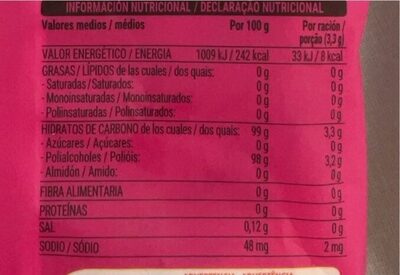 INFORMACIÓN NUTRICIONAL / DECLARAÇÃO NUTRICIONAL
Valores medios / médios Por 100 g Por ración / porção (3,3 g)
VALOR ENERGÉTICO / ENERGIA 1009 kJ / 242 kcal 33 kJ / 8 kcal
GRASAS / LÍPIDOS de las cuales / dos quais: 0 g 0 g
- Saturadas / Saturados: 0 g 0 g
- Monoinsaturadas / Monoinsaturados: 0 g 0 g
- Poliinsaturadas / Polinsaturados: 0 g 0 g
HIDRATOS DE CARBONO de los cuales / dos quais: 99 g 3,3 g
- Azúcares / Açúcares: 0 g 0 g
- Polialcoholes / Polióis: 98 g 3,2 g
- Almidón / Amido: 0 g 0 g
FIBRA ALIMENTARIA 0 g 0 g
PROTEÍNAS 0 g 0 g
SAL 0,12 g 0 g
SODIO / SÓDIO 48 mg 2 mg